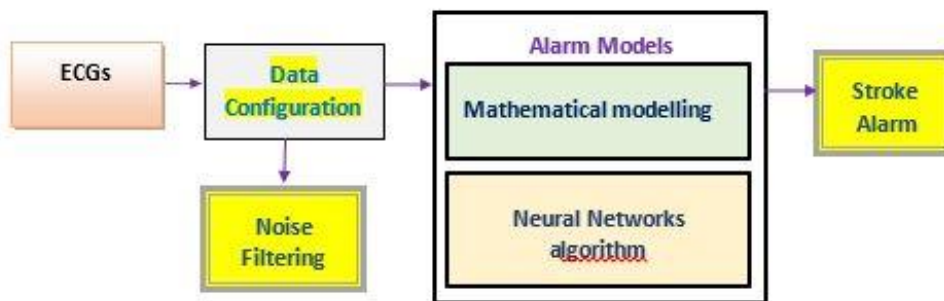 ECGs
Data
Configuration
Noise
Filtering
Alarm Models
Mathematical modelling
Neural Networks
algorithm
Stroke
Alarm